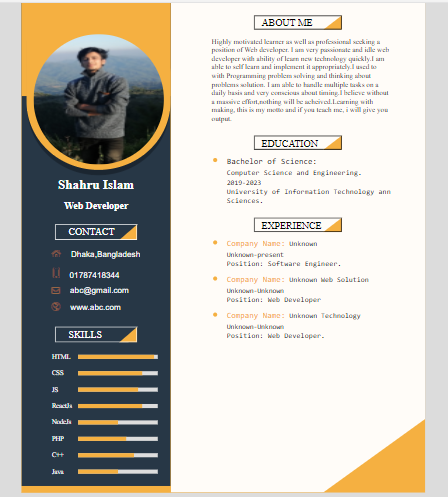 Shahru Islam
Web Developer
CONTACT
Dhaka,Bangladesh
01787418344
abc@gmail.com
www.abc.com
SKILLS
HTML
CSS
JS
ReactJs
NodeJs
PHP
C++
Java
ABOUT ME
Highly motivated learner as well as professional seeking a
position of Web developer. I am very passionate and idle web
developer with ability of learn new technology quickly.I am
able to self learn and implement it appropriately.I used to
with Programming problem solving and thinking about
problems solution. I am able to handle multiple tasks on a
daily basis and very conscious about timing.I believe without
a massive effort,nothing will be acheived.Learning with
making, this is my motto and if you teach me, i will give you
output.
EDUCATION
Bachelor of Science:
Computer Science and Engineering.
2019-2023
University of Information Technology ann
Sciences.
EXPERIENCE
Company Name: Unknown
Unknown-present
Position: Software Engineer.
Company Name: Unknown Web Solution
Unknown-Unknown
Position: Web Developer
Company Name: Unknown Technology
Unknown-Unknown
Position: Web Developer.